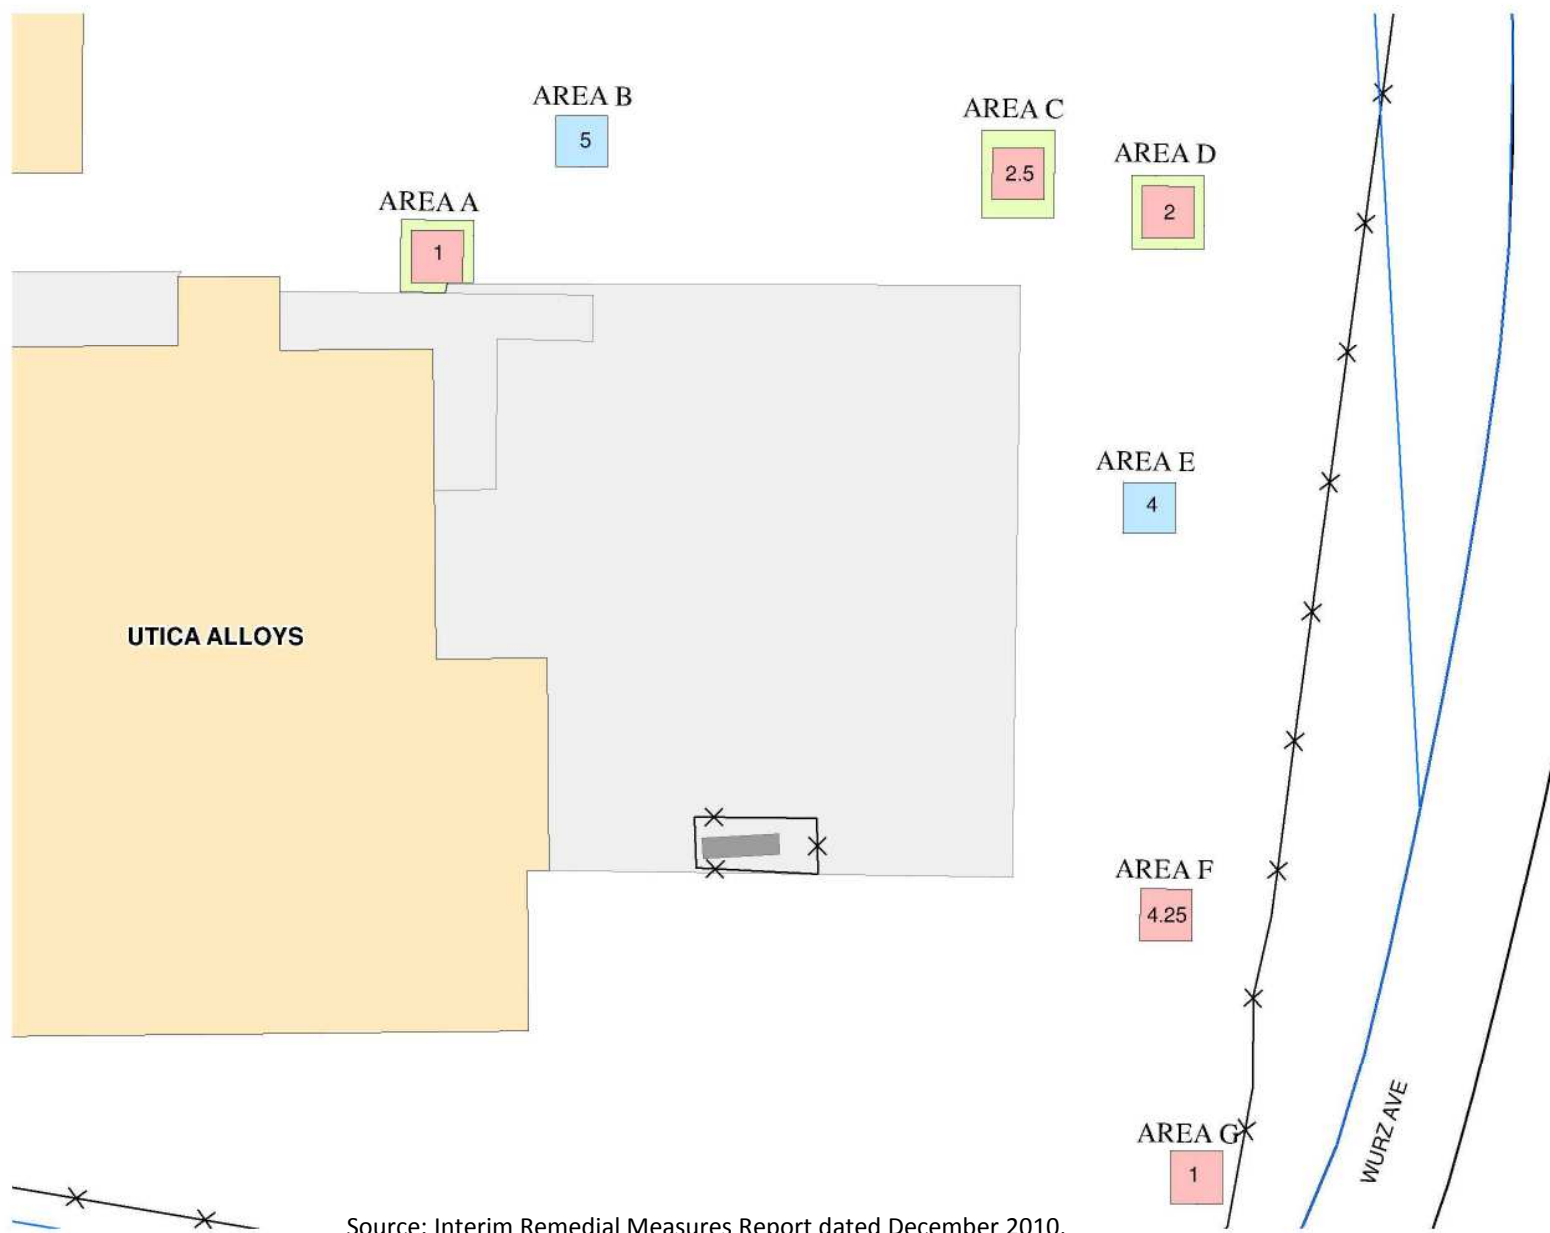 AREA B
5
AREA C
2.5
AREA D
2
AREA A
1
AREA E
4
UTICA ALLOYS
AREA F
4.25
WURZ AVE
AREA G
1
Source: Interim Remedial Measures Report dated December 2010.